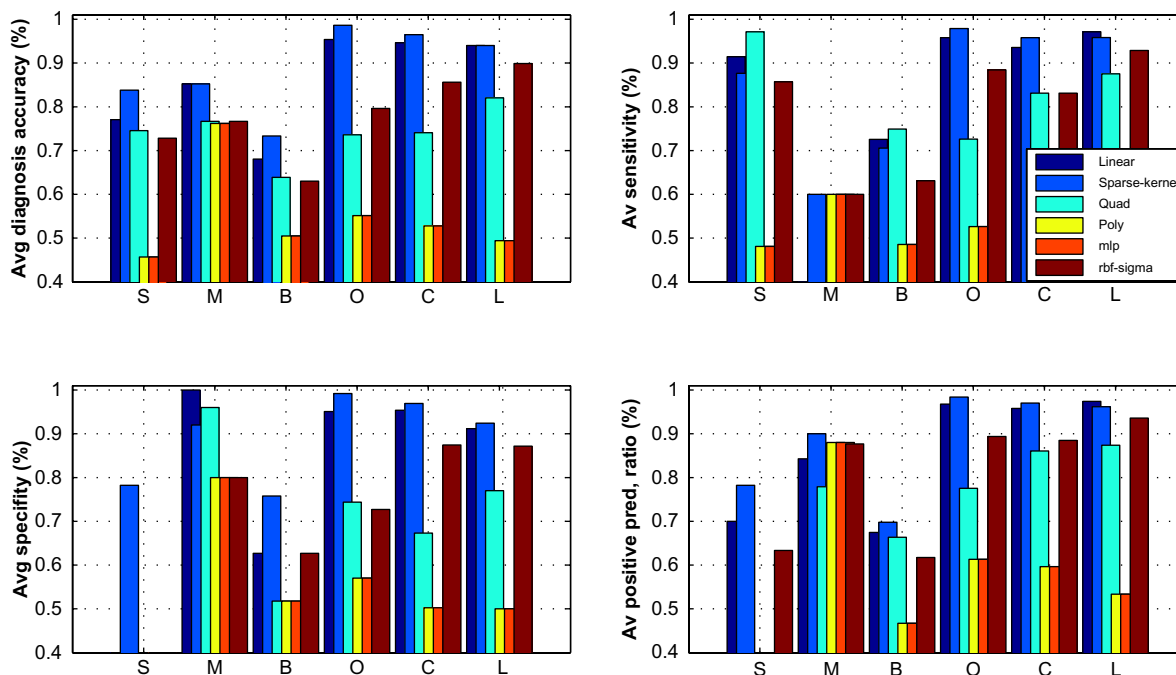 Avg diagnosis accuracy (%)
1
0.9
0.8
0.7
0.6
0.5
0.4
S M B O C L
Av sensitivity (%)
1
0.9
0.8
0.7
0.6
0.5
0.4
S M B O C L
Linear
Sparse-kerne
Quad
Poly
mlp
rbf-sigma
Avg specifity (%)
1
0.9
0.8
0.7
0.6
0.5
0.4
S M B O C L
Av positive pred, ratio (%)
1
0.9
0.8
0.7
0.6
0.5
0.4
S M B O C L